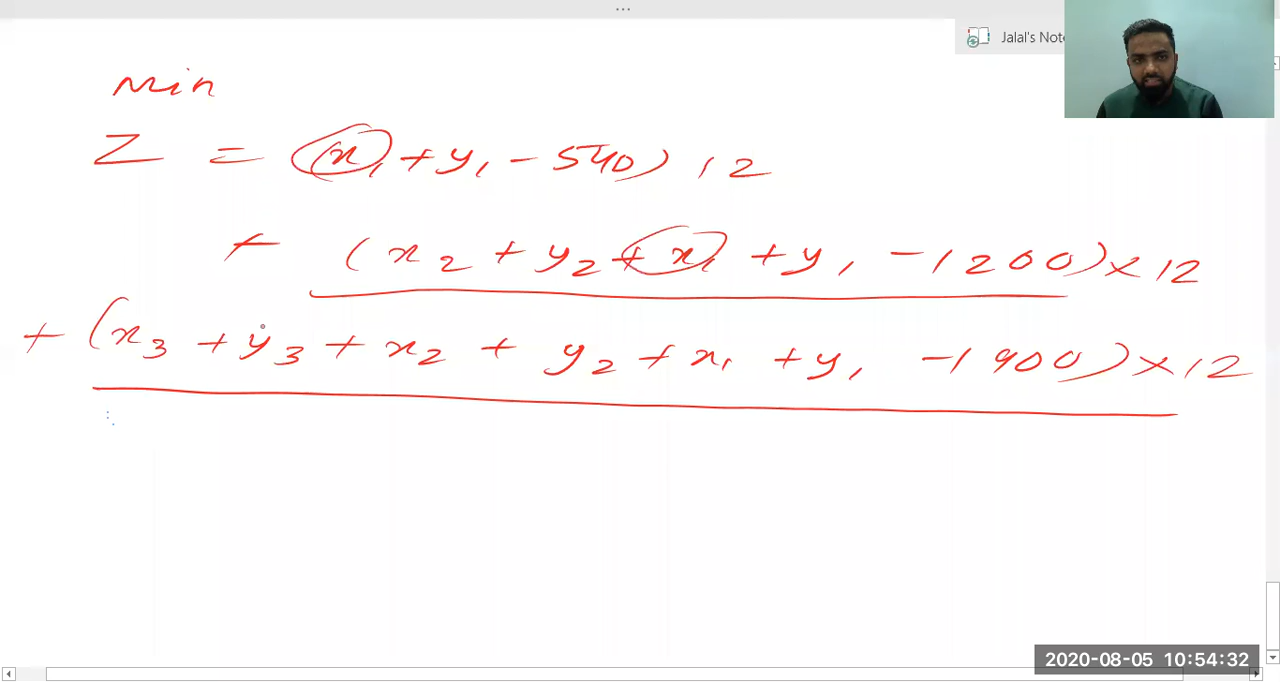 Jalal's Note
Min
Z = (x₁ + y₁ - 540) 12
+ (x₂ + y₂ + x₁ + y₁ - 1200) × 12
+ (x₃ + y₃ + x₂ + y₂ + x₁ + y₁ - 1900) × 12
2020-08-05 10:54:32